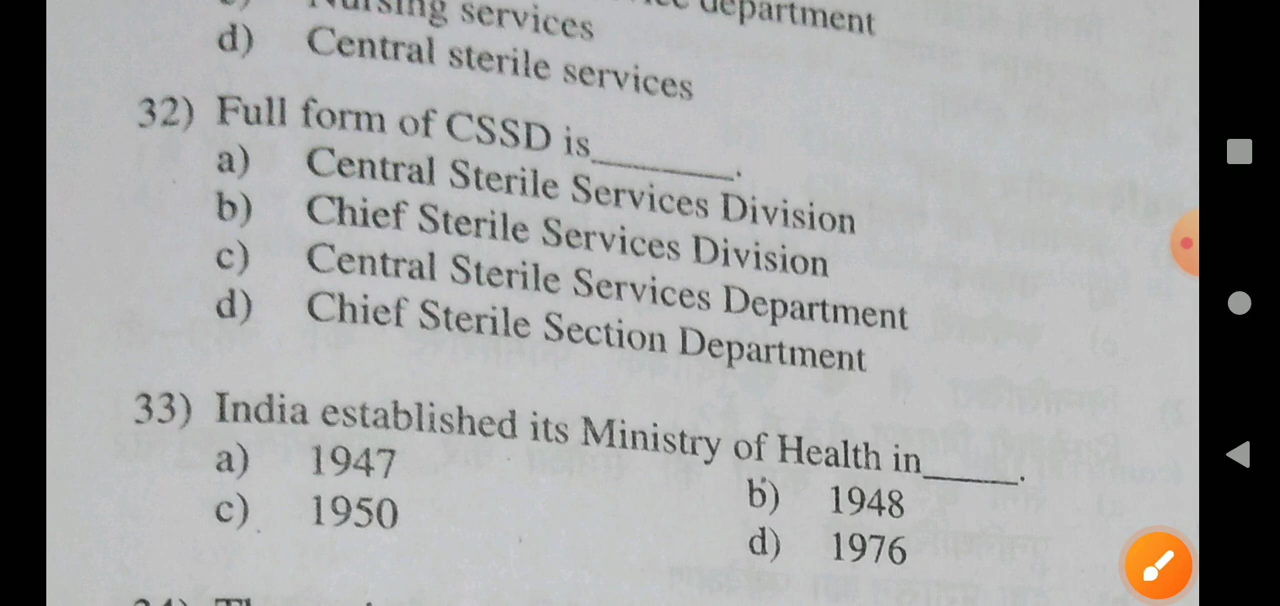 department
Nursing services
d) Central sterile services
32) Full form of CSSD is______.
a) Central Sterile Services Division
b) Chief Sterile Services Division
c) Central Sterile Services Department
d) Chief Sterile Section Department
33) India established its Ministry of Health in_____.
a) 1947
b) 1948
c) 1950
d) 1976